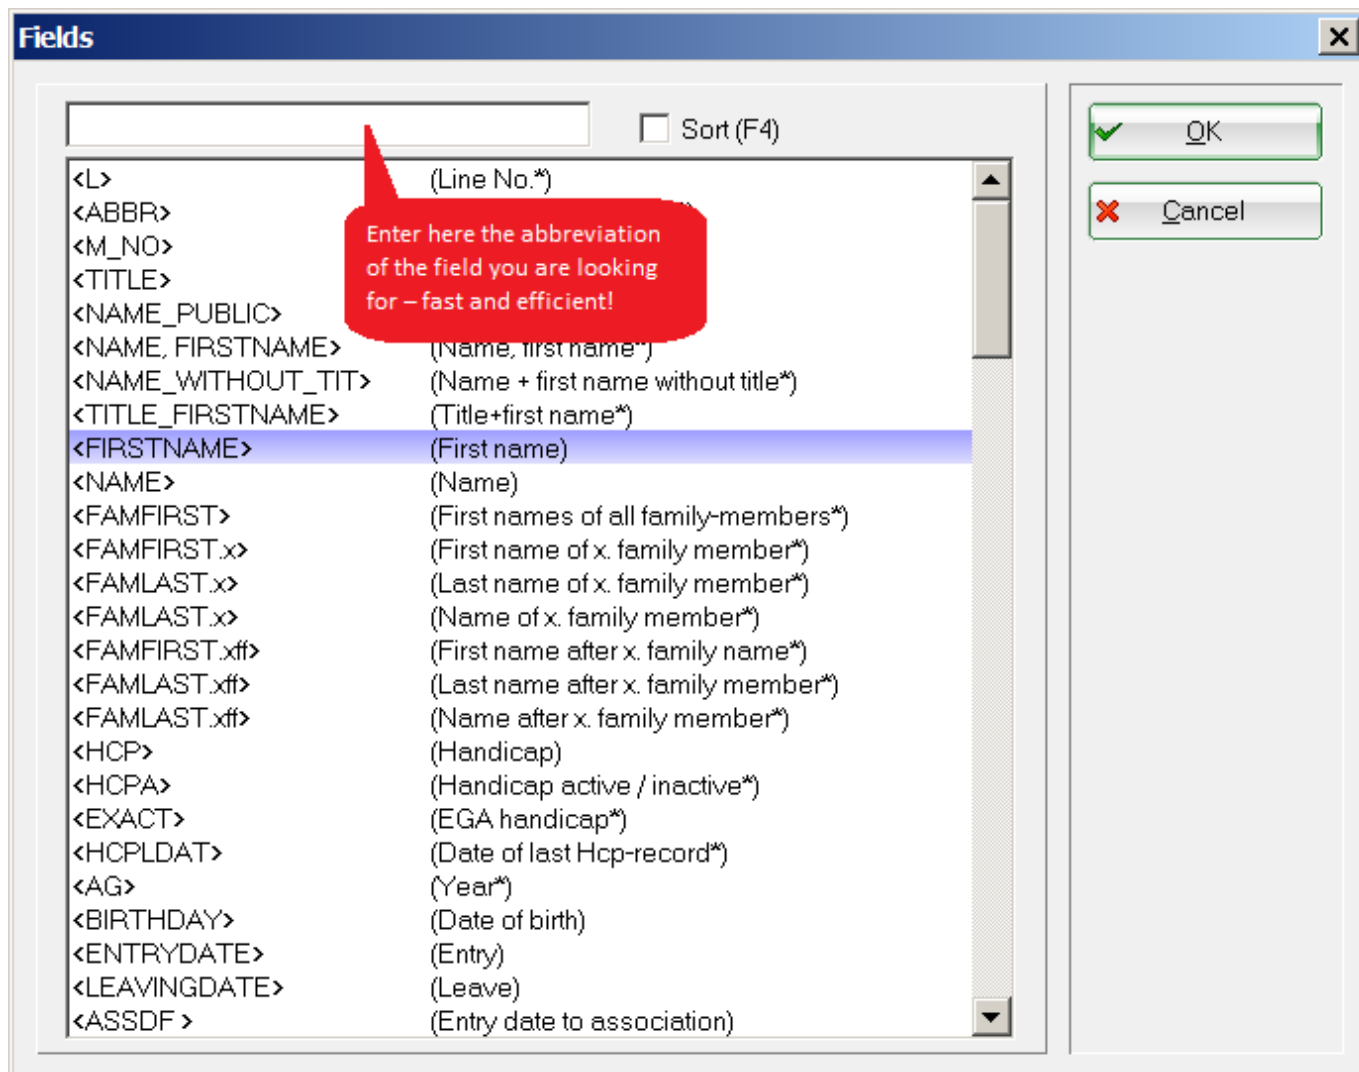 Fields
Sort (F4)
OK
Cancel
<L> (Line No.*)
<ABBR>
<M_NO>
<TITLE>
<NAME_PUBLIC>
<NAME, FIRSTNAME> (Name, first name*)
<NAME_WITHOUT_TIT> (Name + first name without title*)
<TITLE_FIRSTNAME> (Title+first name*)
<FIRSTNAME> (First name)
<NAME> (Name)
<FAMFIRST> (First names of all family-members*)
<FAMFIRST.x> (First name of x. family member*)
<FAMLAST.x> (Last name of x. family member*)
<FAMLAST.x> (Name of x. family member*)
<FAMFIRST.xff> (First name after x. family name*)
<FAMLAST.xff> (Last name after x. family member*)
<FAMLAST.xff> (Name after x. family member*)
<HCP> (Handicap)
<HCPA> (Handicap active / inactive*)
<EXACT> (EGA handicap*)
<HCPLDAT> (Date of last Hcp-record*)
<AG> (Year*)
<BIRTHDAY> (Date of birth)
<ENTRYDATE> (Entry)
<LEAVINGDATE> (Leave)
<ASSDF > (Entry date to association)
Enter here the abbreviation
of the field you are looking
for – fast and efficient!